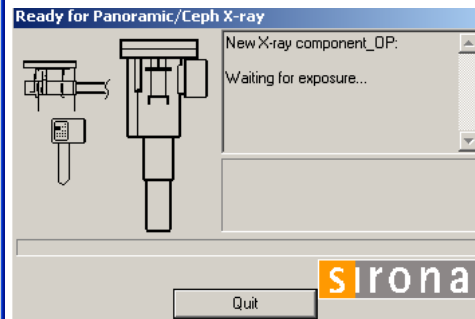 Ready for Panoramic/Ceph X-ray
New X-ray component_OP:
Waiting for exposure...
sirona
Quit